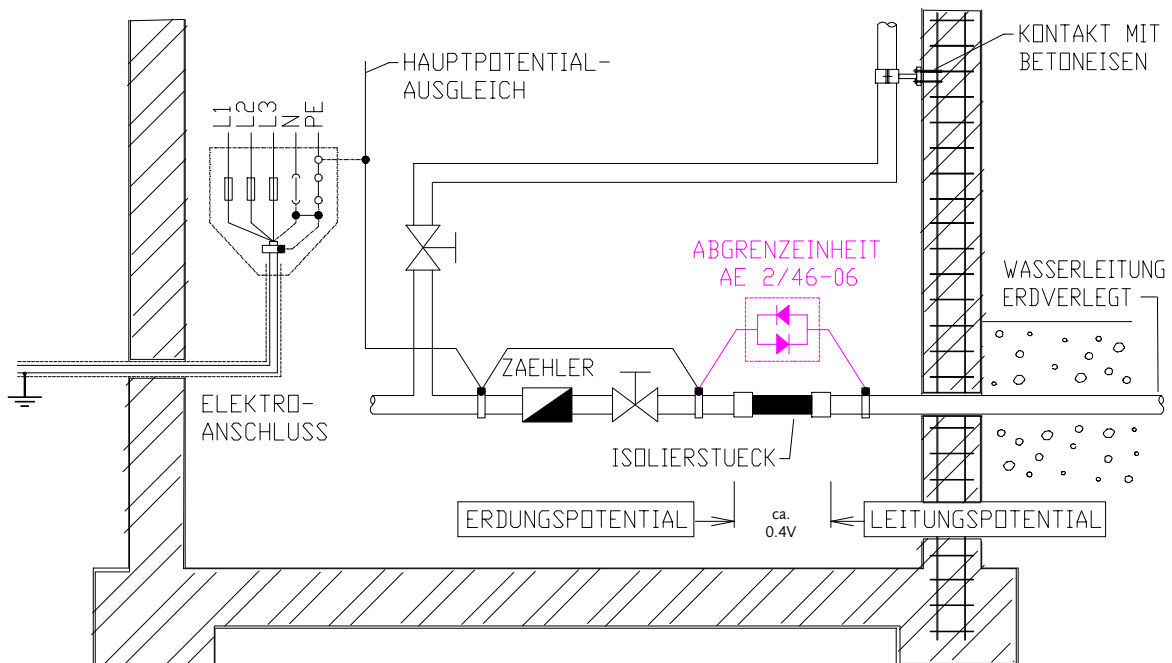 KONTAKT MIT
BETONEISEN
HAUPTPOTENTIAL-
AUSGLEICH
L1
L2
L3
N
PE
ABGRENZEINHEIT
AE 2/46-06
WASSERLEITUNG
ERDVERLEGT
ZAEHLER
ELEKTRO-
ANSCHLUSS
ISOLIERSTUECK
ERDUNGSPOTENTIAL
ca.
0.4V
LEITUNGSPOTENTIAL